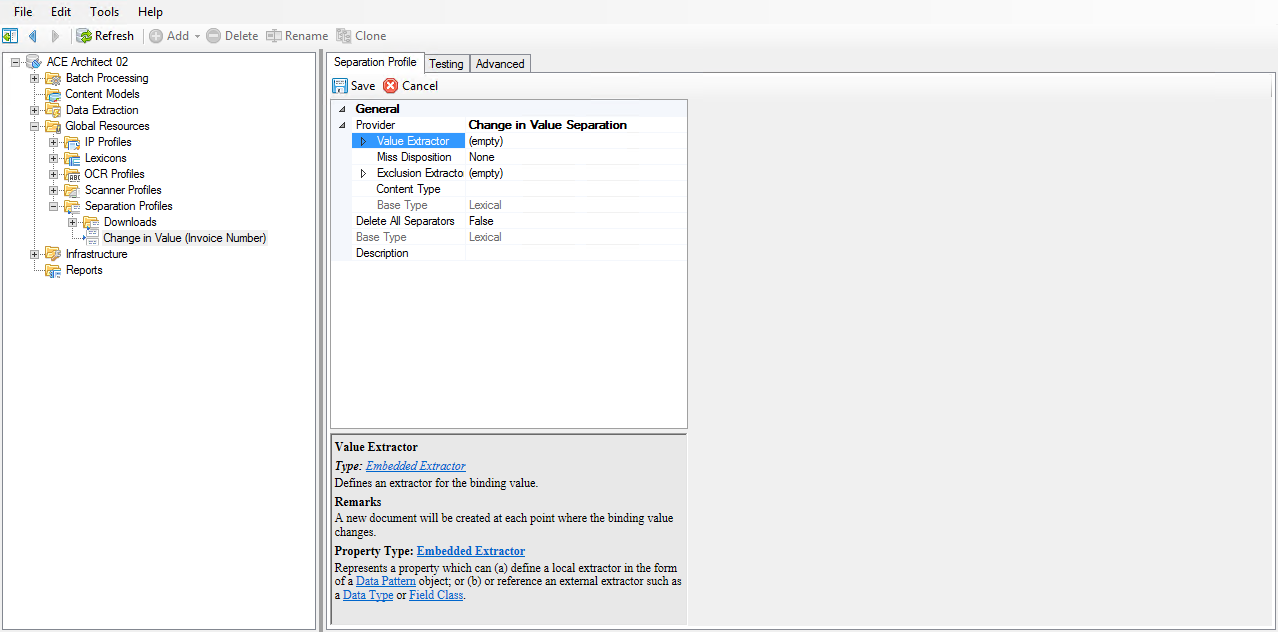 File Edit Tools Help
Refresh Add Delete Rename Clone
ACE Architect 02
Batch Processing
Content Models
Data Extraction
Global Resources
IP Profiles
Lexicons
OCR Profiles
Scanner Profiles
Separation Profiles
Downloads
Change in Value (Invoice Number)
Infrastructure
Reports
Separation Profile Testing Advanced
Save Cancel
General
Provider Change in Value Separation
Value Extractor (empty)
Miss Disposition None
Exclusion Extracto (empty)
Content Type
Base Type Lexical
Delete All Separators False
Base Type Lexical
Description
Value Extractor
Type: Embedded Extractor
Defines an extractor for the binding value.
Remarks
A new document will be created at each point where the binding value
changes.
Property Type: Embedded Extractor
Represents a property which can (a) define a local extractor in the form
of a Data Pattern object; or (b) or reference an external extractor such as
a Data Type or Field Class.